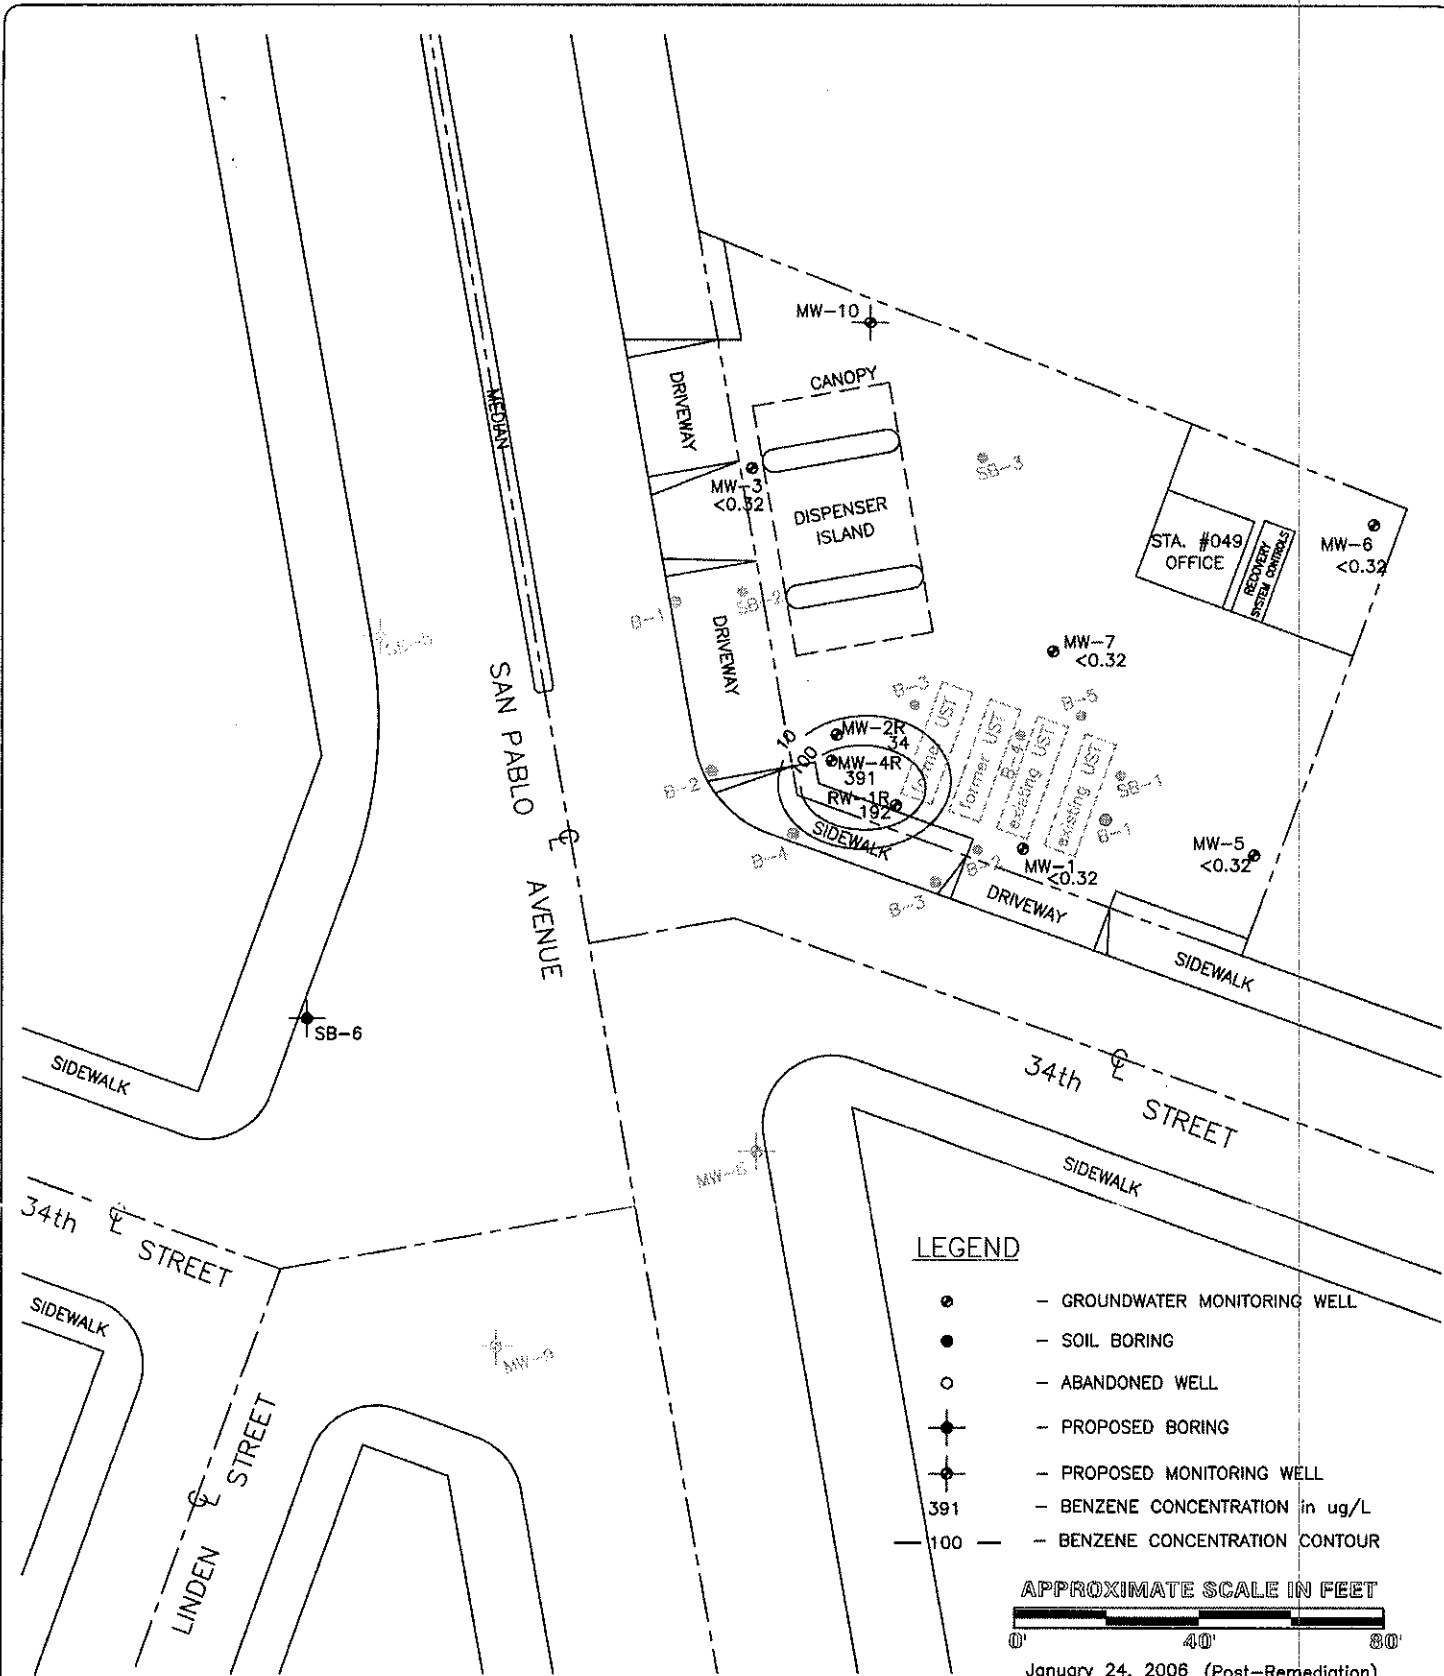 MW-10
CANOPY
DRIVEWAY
MEDIAN
MW-3
<0.32
SB-3
DISPENSER
ISLAND
STA. #049
OFFICE
RECOVERY
SYSTEM CONTROLS
MW-6
<0.32
B-1
SB-2
DRIVEWAY
MW-7
<0.32
SAN PABLO
AVENUE
B-3
B-5
former UST
former UST
B-4
existing UST
existing UST
10
100
MW-2R
34
MW-4R
391
RW-1R
192
SIDEWALK
B-2
B-4
SB-1
B-1
B-2
MW-1
<0.32
MW-5
<0.32
B-3
DRIVEWAY
SIDEWALK
SB-6
SIDEWALK
34th
STREET
SIDEWALK
34th
STREET
SIDEWALK
LINDEN
STREET
LEGEND
- GROUNDWATER MONITORING WELL
- SOIL BORING
- ABANDONED WELL
- PROPOSED BORING
- PROPOSED MONITORING WELL
391 - BENZENE CONCENTRATION in ug/L
— 100 — - BENZENE CONCENTRATION CONTOUR
APPROXIMATE SCALE IN FEET
0' 40' 80'
January 24, 2006 (Post-Remediation)